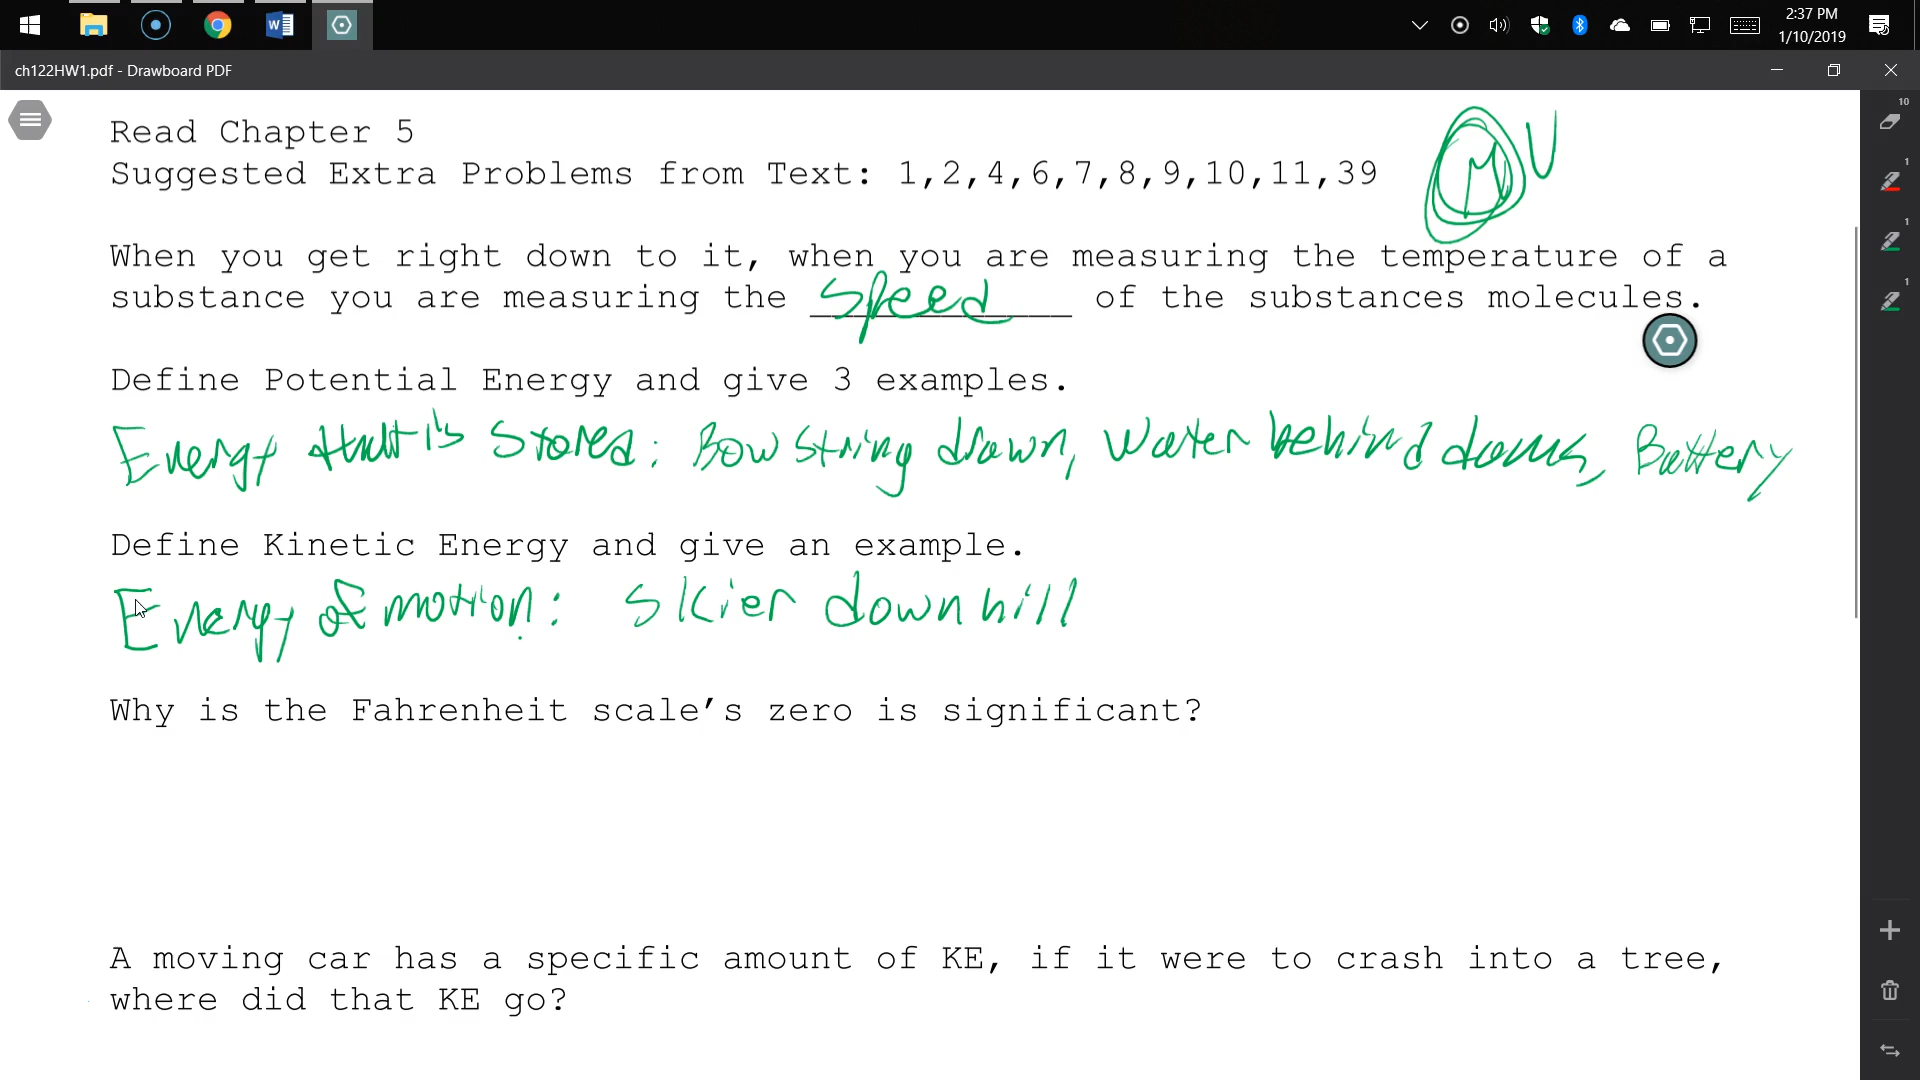 2:37 PM
1/10/2019
ch122HW1.pdf - Drawboard PDF
10
Read Chapter 5
Suggested Extra Problems from Text: 1,2,4,6,7,8,9,10,11,39
M U
1
1
1
When you get right down to it, when you are measuring the temperature of a
substance you are measuring the speed of the substances molecules.
Define Potential Energy and give 3 examples.
Energy that is Stored: Bow string drawn, Water behind dams, Battery
Define Kinetic Energy and give an example.
Energy of motion: Skier downhill
Why is the Fahrenheit scale’s zero is significant?
A moving car has a specific amount of KE, if it were to crash into a tree,
where did that KE go?